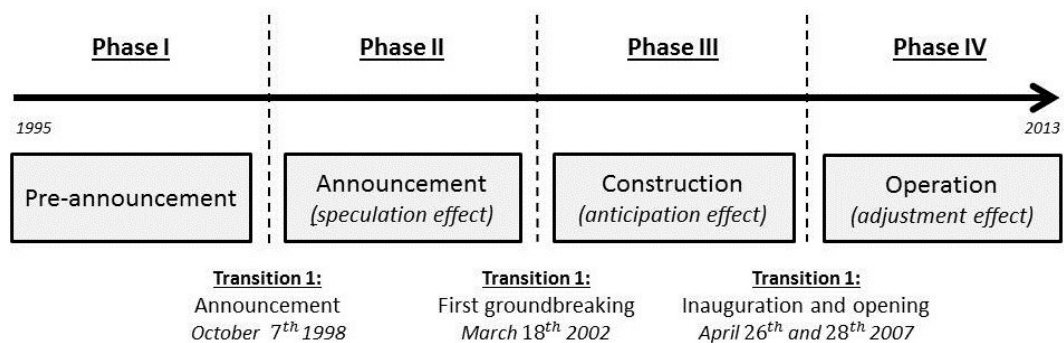 Phase I
Phase II
Phase III
Phase IV
1995
2013
Pre-announcement
Announcement
(speculation effect)
Construction
(anticipation effect)
Operation
(adjustment effect)
Transition 1:
Announcement
October 7th 1998
Transition 1:
First groundbreaking
March 18th 2002
Transition 1:
Inauguration and opening
April 26th and 28th 2007